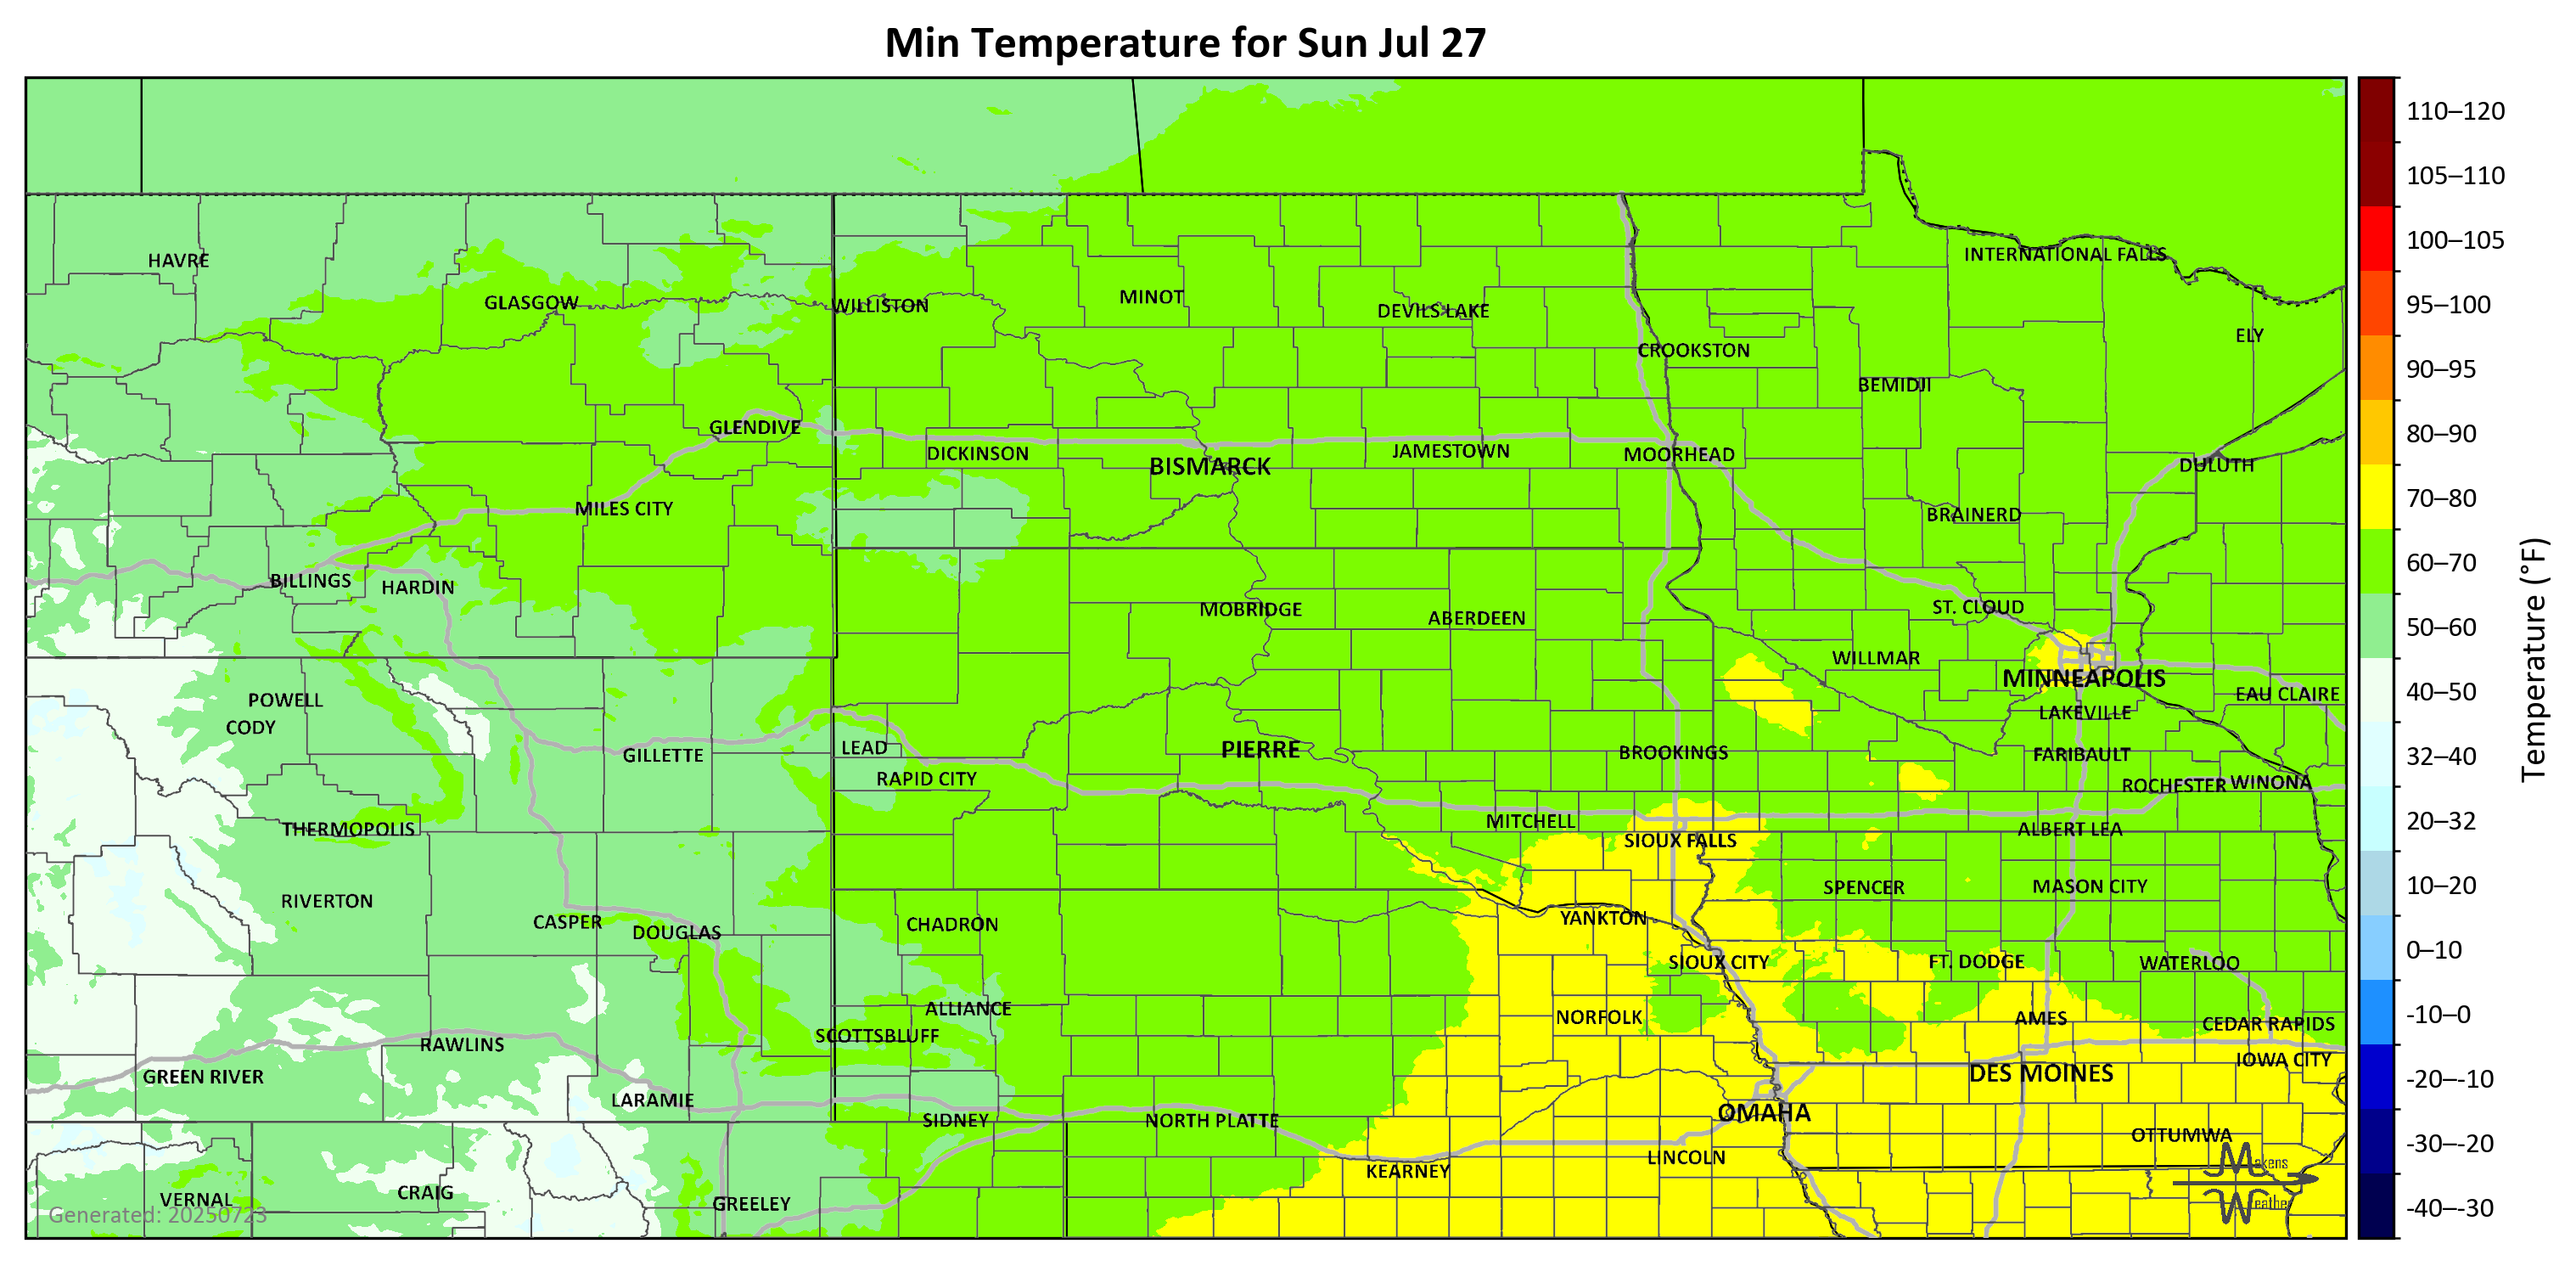 Min Temperature for Sun Jul 27
110–120
105–110
100–105
95–100
90–95
80–90
70–80
60–70
50–60
40–50
32–40
20–32
10–20
0–10
-10–0
-20–-10
-30–-20
-40–-30
Temperature (°F)
HAVRE
GLASGOW
WILLISTON
MINOT
DEVILS LAKE
INTERNATIONAL FALLS
ELY
CROOKSTON
BEMIDJI
GLENDIVE
DICKINSON
BISMARCK
JAMESTOWN
MOORHEAD
DULUTH
MILES CITY
BRAINERD
BILLINGS
HARDIN
MOBRIDGE
ABERDEEN
ST. CLOUD
WILLMAR
MINNEAPOLIS
EAU CLAIRE
POWELL
CODY
LAKEVILLE
GILLETTE
LEAD
PIERRE
BROOKINGS
FARIBAULT
RAPID CITY
ROCHESTER
WINONA
THERMOPOLIS
MITCHELL
SIOUX FALLS
ALBERT LEA
RIVERTON
SPENCER
MASON CITY
CASPER
DOUGLAS
CHADRON
YANKTON
SIOUX CITY
FT. DODGE
WATERLOO
ALLIANCE
NORFOLK
AMES
CEDAR RAPIDS
SCOTTSBLUFF
RAWLINS
IOWA CITY
GREEN RIVER
DES MOINES
LARAMIE
SIDNEY
NORTH PLATTE
OMAHA
OTTUMWA
KEARNEY
LINCOLN
VERNAL
CRAIG
GREELEY
Generated: 20250723
Makens
Weather